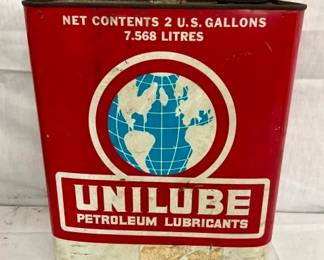 NET CONTENTS 2 U.S. GALLONS
7.568 LITRES
UNILUBE
PETROLEUM LUBRICANTS